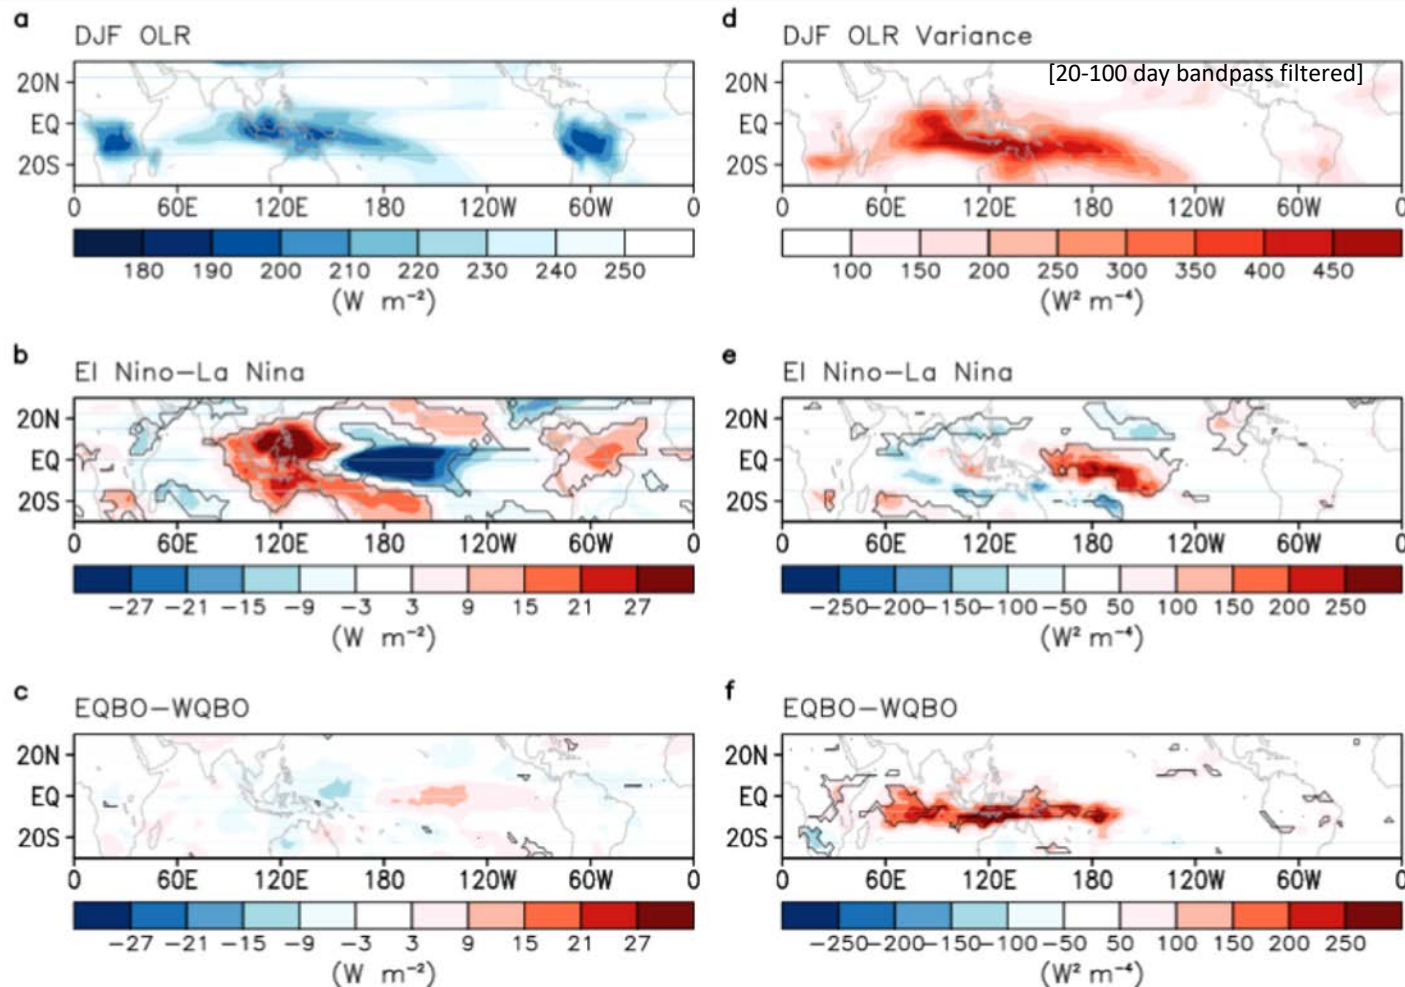 a
DJF OLR
20N
EQ
20S
0 60E 120E 180 120W 60W 0
180 190 200 210 220 230 240 250
(W m⁻²)
d
DJF OLR Variance
[20-100 day bandpass filtered]
20N
EQ
20S
0 60E 120E 180 120W 60W 0
100 150 200 250 300 350 400 450
(W² m⁻⁴)
b
El Nino-La Nina
20N
EQ
20S
0 60E 120E 180 120W 60W 0
-27 -21 -15 -9 -3 3 9 15 21 27
(W m⁻²)
e
El Nino-La Nina
20N
EQ
20S
0 60E 120E 180 120W 60W 0
-250 -200 -150 -100 -50 50 100 150 200 250
(W² m⁻⁴)
c
EQBO-WQBO
20N
EQ
20S
0 60E 120E 180 120W 60W 0
-27 -21 -15 -9 -3 3 9 15 21 27
(W m⁻²)
f
EQBO-WQBO
20N
EQ
20S
0 60E 120E 180 120W 60W 0
-250 -200 -150 -100 -50 50 100 150 200 250
(W² m⁻⁴)